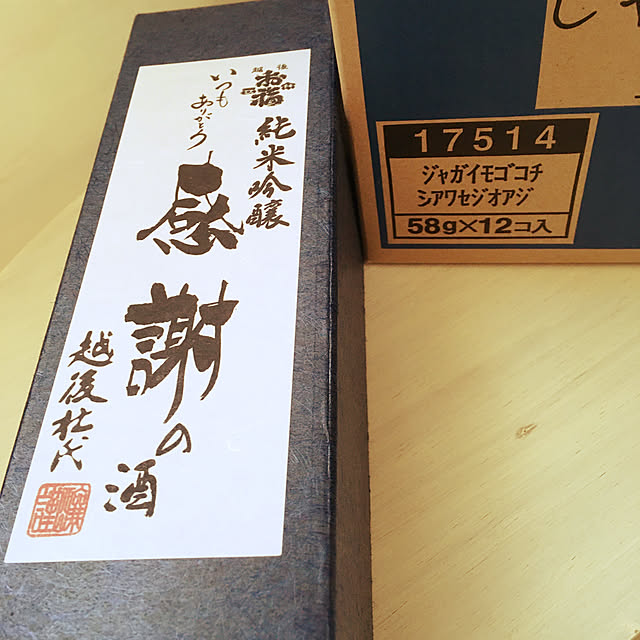 越後
お福
純米吟醸
いつも
ありがとう
感
謝
の
酒
越後杜氏
17514
ジャガイモゴコチ
シアワセジオアジ
58g×12コ入